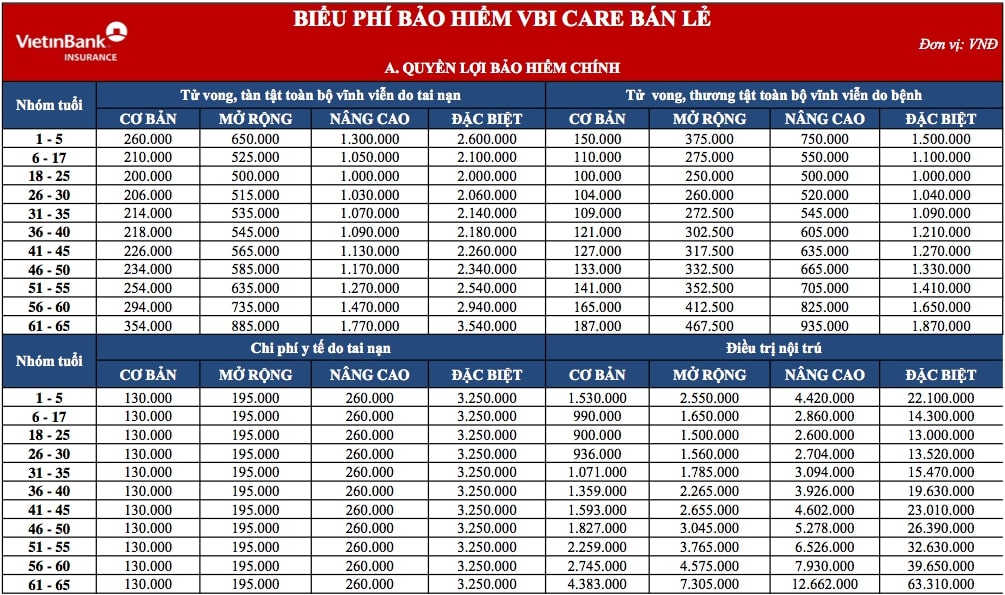 BIỂU PHÍ BẢO HIỂM VBI CARE BÁN LẺ
VietinBank
INSURANCE
Đơn vị: VNĐ
A. QUYỀN LỢI BẢO HIỂM CHÍNH
Nhóm tuổi Tử vong, tàn tật toàn bộ vĩnh viễn do tai nạn Tử vong, thương tật toàn bộ vĩnh viễn do bệnh
CƠ BẢN MỞ RỘNG NÂNG CAO ĐẶC BIỆT CƠ BẢN MỞ RỘNG NÂNG CAO ĐẶC BIỆT
1 - 5 260.000 650.000 1.300.000 2.600.000 150.000 375.000 750.000 1.500.000
6 - 17 210.000 525.000 1.050.000 2.100.000 110.000 275.000 550.000 1.100.000
18 - 25 200.000 500.000 1.000.000 2.000.000 100.000 250.000 500.000 1.000.000
26 - 30 206.000 515.000 1.030.000 2.060.000 104.000 260.000 520.000 1.040.000
31 - 35 214.000 535.000 1.070.000 2.140.000 109.000 272.500 545.000 1.090.000
36 - 40 218.000 545.000 1.090.000 2.180.000 121.000 302.500 605.000 1.210.000
41 - 45 226.000 565.000 1.130.000 2.260.000 127.000 317.500 635.000 1.270.000
46 - 50 234.000 585.000 1.170.000 2.340.000 133.000 332.500 665.000 1.330.000
51 - 55 254.000 635.000 1.270.000 2.540.000 141.000 352.500 705.000 1.410.000
56 - 60 294.000 735.000 1.470.000 2.940.000 165.000 412.500 825.000 1.650.000
61 - 65 354.000 885.000 1.770.000 3.540.000 187.000 467.500 935.000 1.870.000
Nhóm tuổi Chi phí y tế do tai nạn Điều trị nội trú
CƠ BẢN MỞ RỘNG NÂNG CAO ĐẶC BIỆT CƠ BẢN MỞ RỘNG NÂNG CAO ĐẶC BIỆT
1 - 5 130.000 195.000 260.000 3.250.000 1.530.000 2.550.000 4.420.000 22.100.000
6 - 17 130.000 195.000 260.000 3.250.000 990.000 1.650.000 2.860.000 14.300.000
18 - 25 130.000 195.000 260.000 3.250.000 900.000 1.500.000 2.600.000 13.000.000
26 - 30 130.000 195.000 260.000 3.250.000 936.000 1.560.000 2.704.000 13.520.000
31 - 35 130.000 195.000 260.000 3.250.000 1.071.000 1.785.000 3.094.000 15.470.000
36 - 40 130.000 195.000 260.000 3.250.000 1.359.000 2.265.000 3.926.000 19.630.000
41 - 45 130.000 195.000 260.000 3.250.000 1.593.000 2.655.000 4.602.000 23.010.000
46 - 50 130.000 195.000 260.000 3.250.000 1.827.000 3.045.000 5.278.000 26.390.000
51 - 55 130.000 195.000 260.000 3.250.000 2.259.000 3.765.000 6.526.000 32.630.000
56 - 60 130.000 195.000 260.000 3.250.000 2.745.000 4.575.000 7.930.000 39.650.000
61 - 65 130.000 195.000 260.000 3.250.000 4.383.000 7.305.000 12.662.000 63.310.000